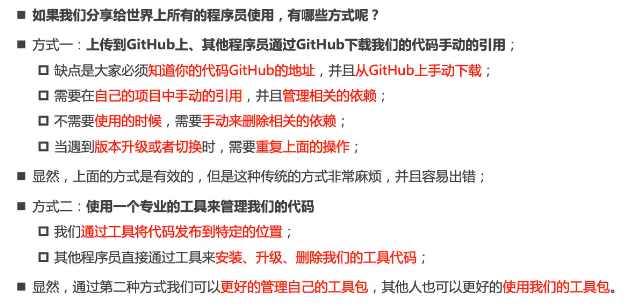 ■ 如果我们分享给世界上所有的程序员使用，有哪些方式呢？
■ 方式一：上传到GitHub上、其他程序员通过GitHub下载我们的代码手动的引用；
缺点是大家必须知道你的代码GitHub的地址，并且从GitHub上手动下载；
需要在自己的项目中手动的引用，并且管理相关的依赖；
不需要使用的时候，需要手动来删除相关的依赖；
当遇到版本升级或者切换时，需要重复上面的操作；
■ 显然，上面的方式是有效的，但是这种传统的方式非常麻烦，并且容易出错；
■ 方式二：使用一个专业的工具来管理我们的代码
我们通过工具将代码发布到特定的位置；
其他程序员直接通过工具来安装、升级、删除我们的工具代码；
■ 显然，通过第二种方式我们可以更好的管理自己的工具包，其他人也可以更好的使用我们的工具包。